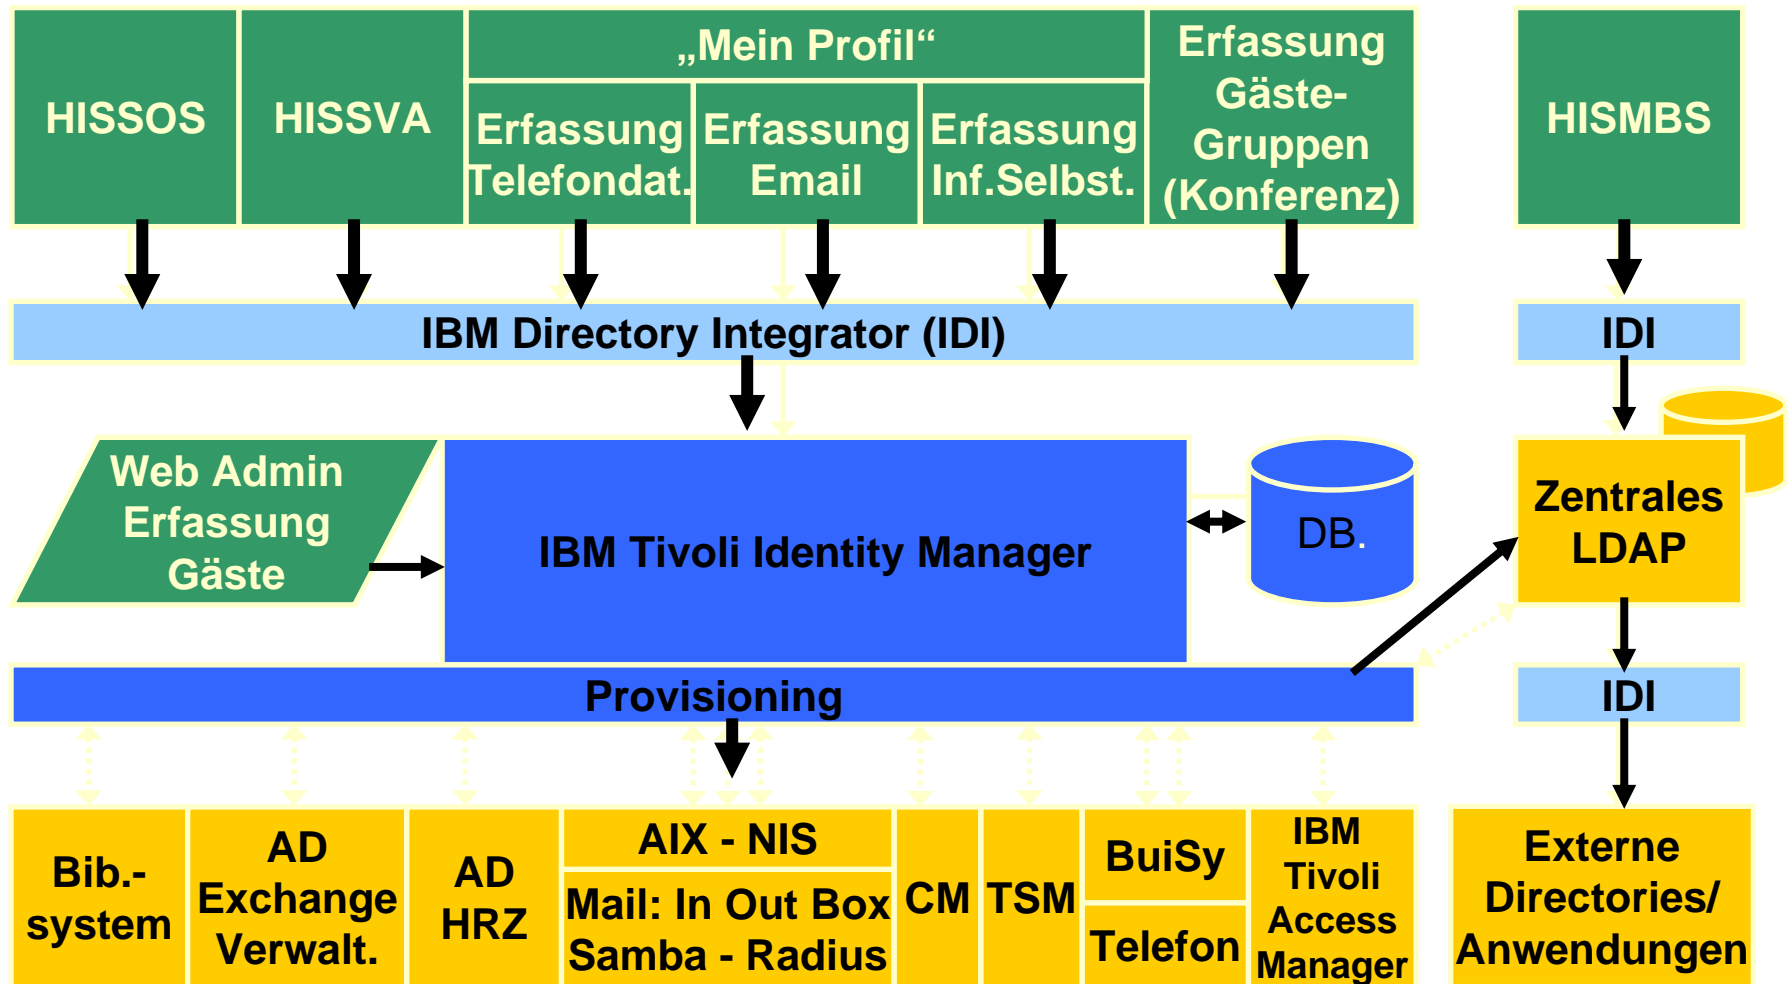 HISSOS
HISSVA
„Mein Profil“
Erfassung
Telefondat.
Erfassung
Email
Erfassung
Inf.Selbst.
Erfassung
Gäste-
Gruppen
(Konferenz)
HISMBS
IBM Directory Integrator (IDI)
IDI
Web Admin
Erfassung
Gäste
IBM Tivoli Identity Manager
DB.
Zentrales
LDAP
Provisioning
IDI
Bib.-
system
AD
Exchange
Verwalt.
AD
HRZ
AIX - NIS
Mail: In Out Box
Samba - Radius
CM
TSM
BuiSy
Telefon
IBM
Tivoli
Access
Manager
Externe
Directories/
Anwendungen